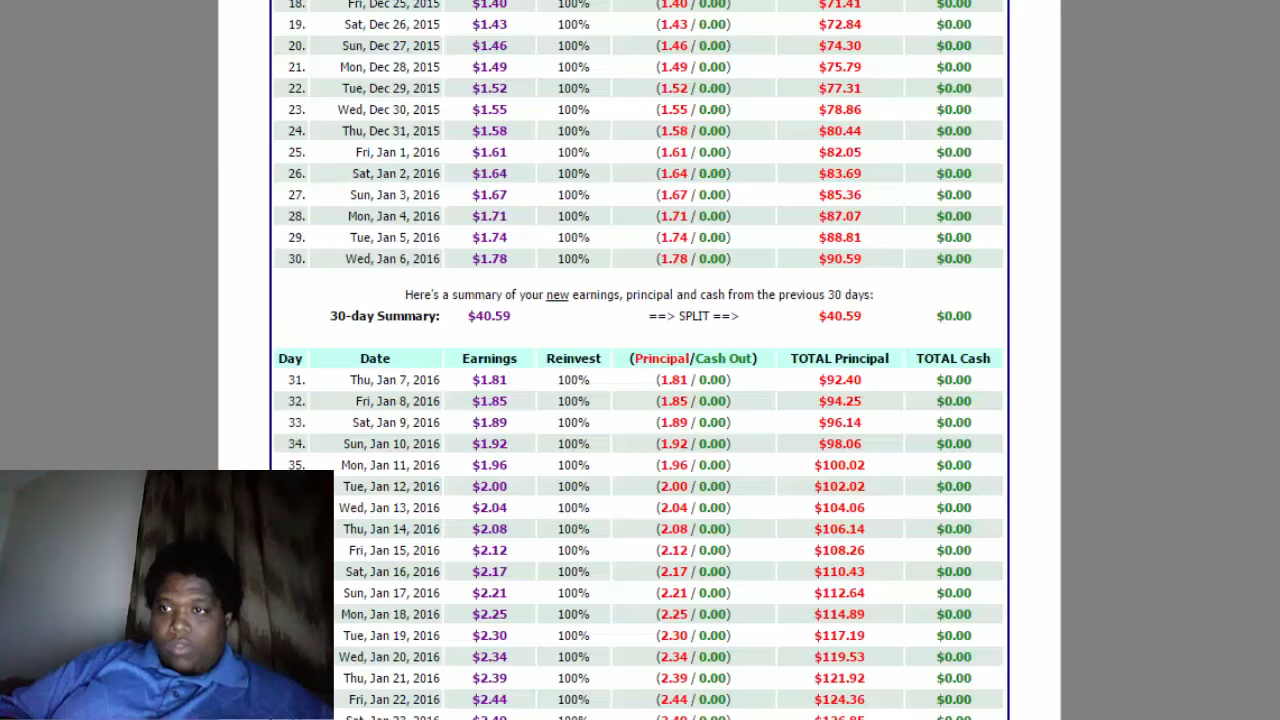 18. Fri, Dec 25, 2015 $1.40 100% (1.40 / 0.00) $71.41 $0.00
19. Sat, Dec 26, 2015 $1.43 100% (1.43 / 0.00) $72.84 $0.00
20. Sun, Dec 27, 2015 $1.46 100% (1.46 / 0.00) $74.30 $0.00
21. Mon, Dec 28, 2015 $1.49 100% (1.49 / 0.00) $75.79 $0.00
22. Tue, Dec 29, 2015 $1.52 100% (1.52 / 0.00) $77.31 $0.00
23. Wed, Dec 30, 2015 $1.55 100% (1.55 / 0.00) $78.86 $0.00
24. Thu, Dec 31, 2015 $1.58 100% (1.58 / 0.00) $80.44 $0.00
25. Fri, Jan 1, 2016 $1.61 100% (1.61 / 0.00) $82.05 $0.00
26. Sat, Jan 2, 2016 $1.64 100% (1.64 / 0.00) $83.69 $0.00
27. Sun, Jan 3, 2016 $1.67 100% (1.67 / 0.00) $85.36 $0.00
28. Mon, Jan 4, 2016 $1.71 100% (1.71 / 0.00) $87.07 $0.00
29. Tue, Jan 5, 2016 $1.74 100% (1.74 / 0.00) $88.81 $0.00
30. Wed, Jan 6, 2016 $1.78 100% (1.78 / 0.00) $90.59 $0.00
Here's a summary of your new earnings, principal and cash from the previous 30 days:
30-day Summary: $40.59 ==> SPLIT ==> $40.59 $0.00
Day Date Earnings Reinvest (Principal/Cash Out) TOTAL Principal TOTAL Cash
31. Thu, Jan 7, 2016 $1.81 100% (1.81 / 0.00) $92.40 $0.00
32. Fri, Jan 8, 2016 $1.85 100% (1.85 / 0.00) $94.25 $0.00
33. Sat, Jan 9, 2016 $1.89 100% (1.89 / 0.00) $96.14 $0.00
34. Sun, Jan 10, 2016 $1.92 100% (1.92 / 0.00) $98.06 $0.00
35. Mon, Jan 11, 2016 $1.96 100% (1.96 / 0.00) $100.02 $0.00
Tue, Jan 12, 2016 $2.00 100% (2.00 / 0.00) $102.02 $0.00
Wed, Jan 13, 2016 $2.04 100% (2.04 / 0.00) $104.06 $0.00
Thu, Jan 14, 2016 $2.08 100% (2.08 / 0.00) $106.14 $0.00
Fri, Jan 15, 2016 $2.12 100% (2.12 / 0.00) $108.26 $0.00
Sat, Jan 16, 2016 $2.17 100% (2.17 / 0.00) $110.43 $0.00
Sun, Jan 17, 2016 $2.21 100% (2.21 / 0.00) $112.64 $0.00
Mon, Jan 18, 2016 $2.25 100% (2.25 / 0.00) $114.89 $0.00
Tue, Jan 19, 2016 $2.30 100% (2.30 / 0.00) $117.19 $0.00
Wed, Jan 20, 2016 $2.34 100% (2.34 / 0.00) $119.53 $0.00
Thu, Jan 21, 2016 $2.39 100% (2.39 / 0.00) $121.92 $0.00
Fri, Jan 22, 2016 $2.44 100% (2.44 / 0.00) $124.36 $0.00